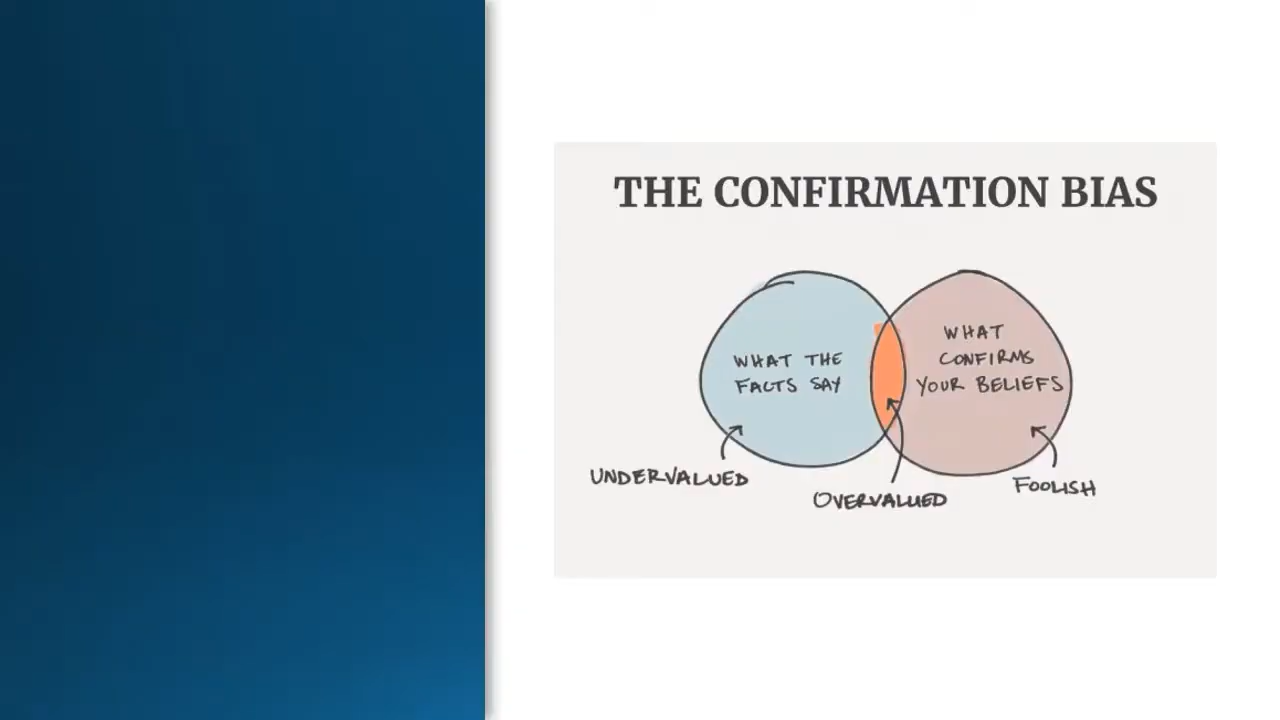 THE CONFIRMATION BIAS
WHAT THE
FACTS SAY
WHAT
CONFIRMS
YOUR BELIEFS
UNDERVALUED
OVERVALUED
FOOLISH